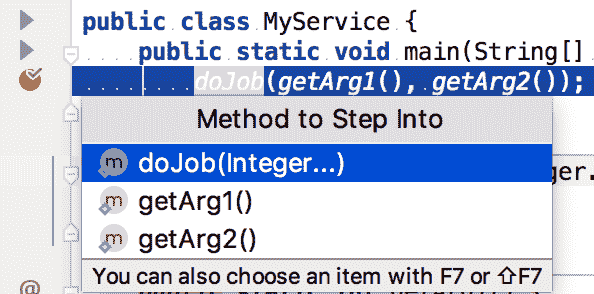 public class MyService {
public static void main(String[]
doJob(getArg1(), getArg2());
Method to Step Into
m doJob(Integer...)
ger.
m getArg1()
m getArg2()
You can also choose an item with F7 or ⇧F7
@